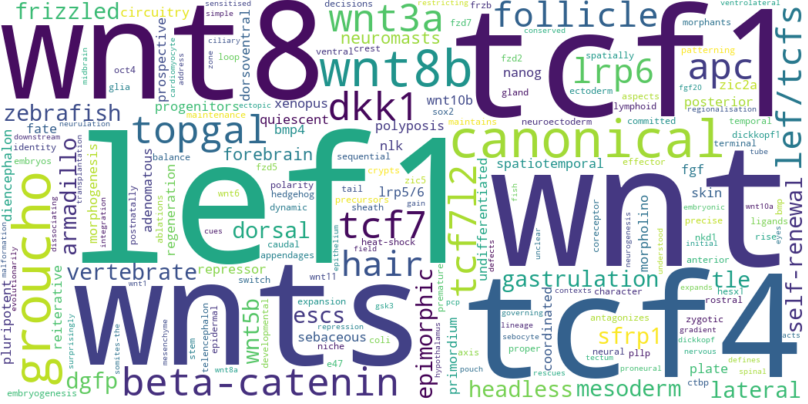 frizzled circuitry wnt3a follicle lef/tcfs
sensitised simple decisions restricting frzb ventrolateral
wnt8 tcf1
neuromasts fzd7 conserved morphants
midbrain oct4 ciliary zone cardiomyocyte address loop prospective dorsoventral ventral crest
wnt8b spatially patterning lrp6 apc
glia fzd2 nanog ectoderm aspects zic2a fgf20
progenitors xenopus dkk1 wnt10b gland lymphoid posterior regionalisation
maintenance ectopic quiescent sox2 maintains neuroectoderm committed temporal
zebrafish neurulation topgal bmp4 polyposis canonical dickkopf1
fate downstream identity balance forebrain sequential nlk terminal tube
embryos armadillo morphogenesis transplantation adenomatous lef1 crypts effector
diencephalon fzd5 zic5 spatiotemporal fgf skin
wnt6 polarity tail lrp5/6 wnt bmp
hedgehog precursors gain undifferentiated fish embryonic wnt10a
groucho postnatally regeneration dynamic sheath tcf7 tcf7l2 coreceptor morpholino precise ligands
integration ablations cues dorsal field heat-shock unclear neurogenesis nkd1 rise eyes
dissociating caudal appendages epithelium hair defects understood initial anterior
malformation evolutionarily vertebrate repressor wnt11 gastrulation tle hesx1 self-renewal
pluripotent reiterative wnt1 switch premature pcp expands rostral
wnts epimorphic tcf4
surprisingly somites-the mesenchyme telencephalon wnt5b expansion gsk3 escs repression governing contexts character coordinated antagonizes zygotic
stem epidermal developmental sebaceous lineage sfrp1 gradient acts
niche coli hypothalamus primordium sebocyte neural pllp dickkopf
dgfp wnt8a e47 axis proper proneural plate nervous defines
embryogenesis beta-catenin pouch headless rescues mesoderm ctbp spinal lateral